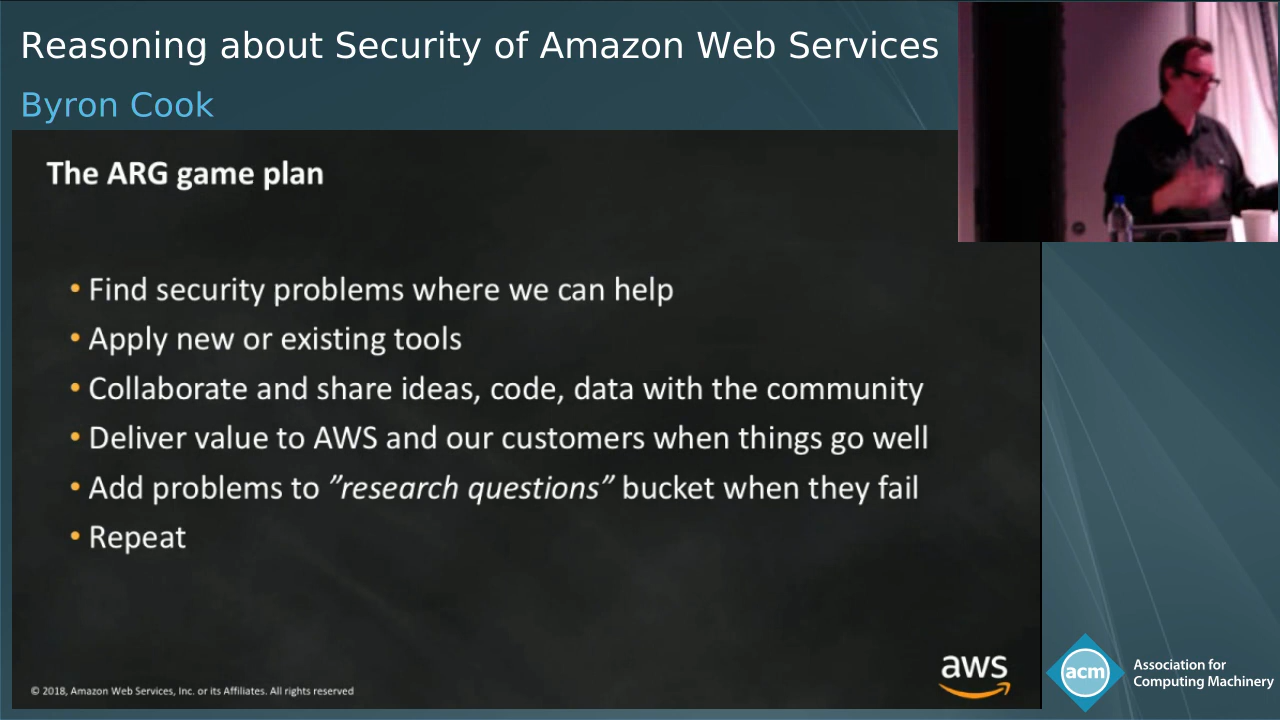 Reasoning about Security of Amazon Web Services
Byron Cook
The ARG game plan
• Find security problems where we can help
• Apply new or existing tools
• Collaborate and share ideas, code, data with the community
• Deliver value to AWS and our customers when things go well
• Add problems to ”research questions” bucket when they fail
• Repeat
© 2018, Amazon Web Services, Inc. or its Affiliates. All rights reserved
aws
acm
Association for
Computing Machinery